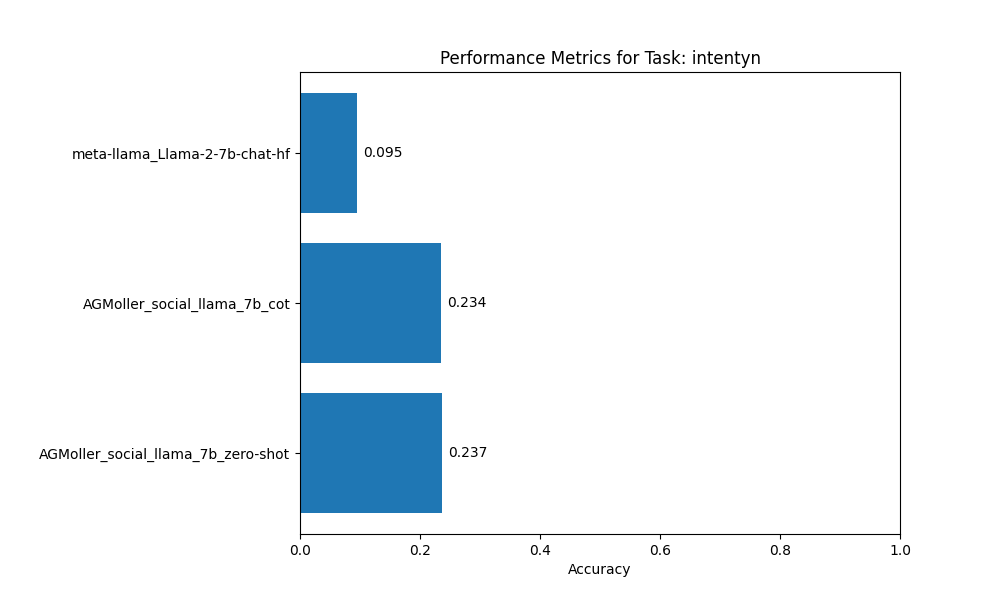 Performance Metrics for Task: intentyn
meta-llama_Llama-2-7b-chat-hf
0.095
AGMoller_social_llama_7b_cot
0.234
AGMoller_social_llama_7b_zero-shot
0.237
0.0 0.2 0.4 0.6 0.8 1.0
Accuracy